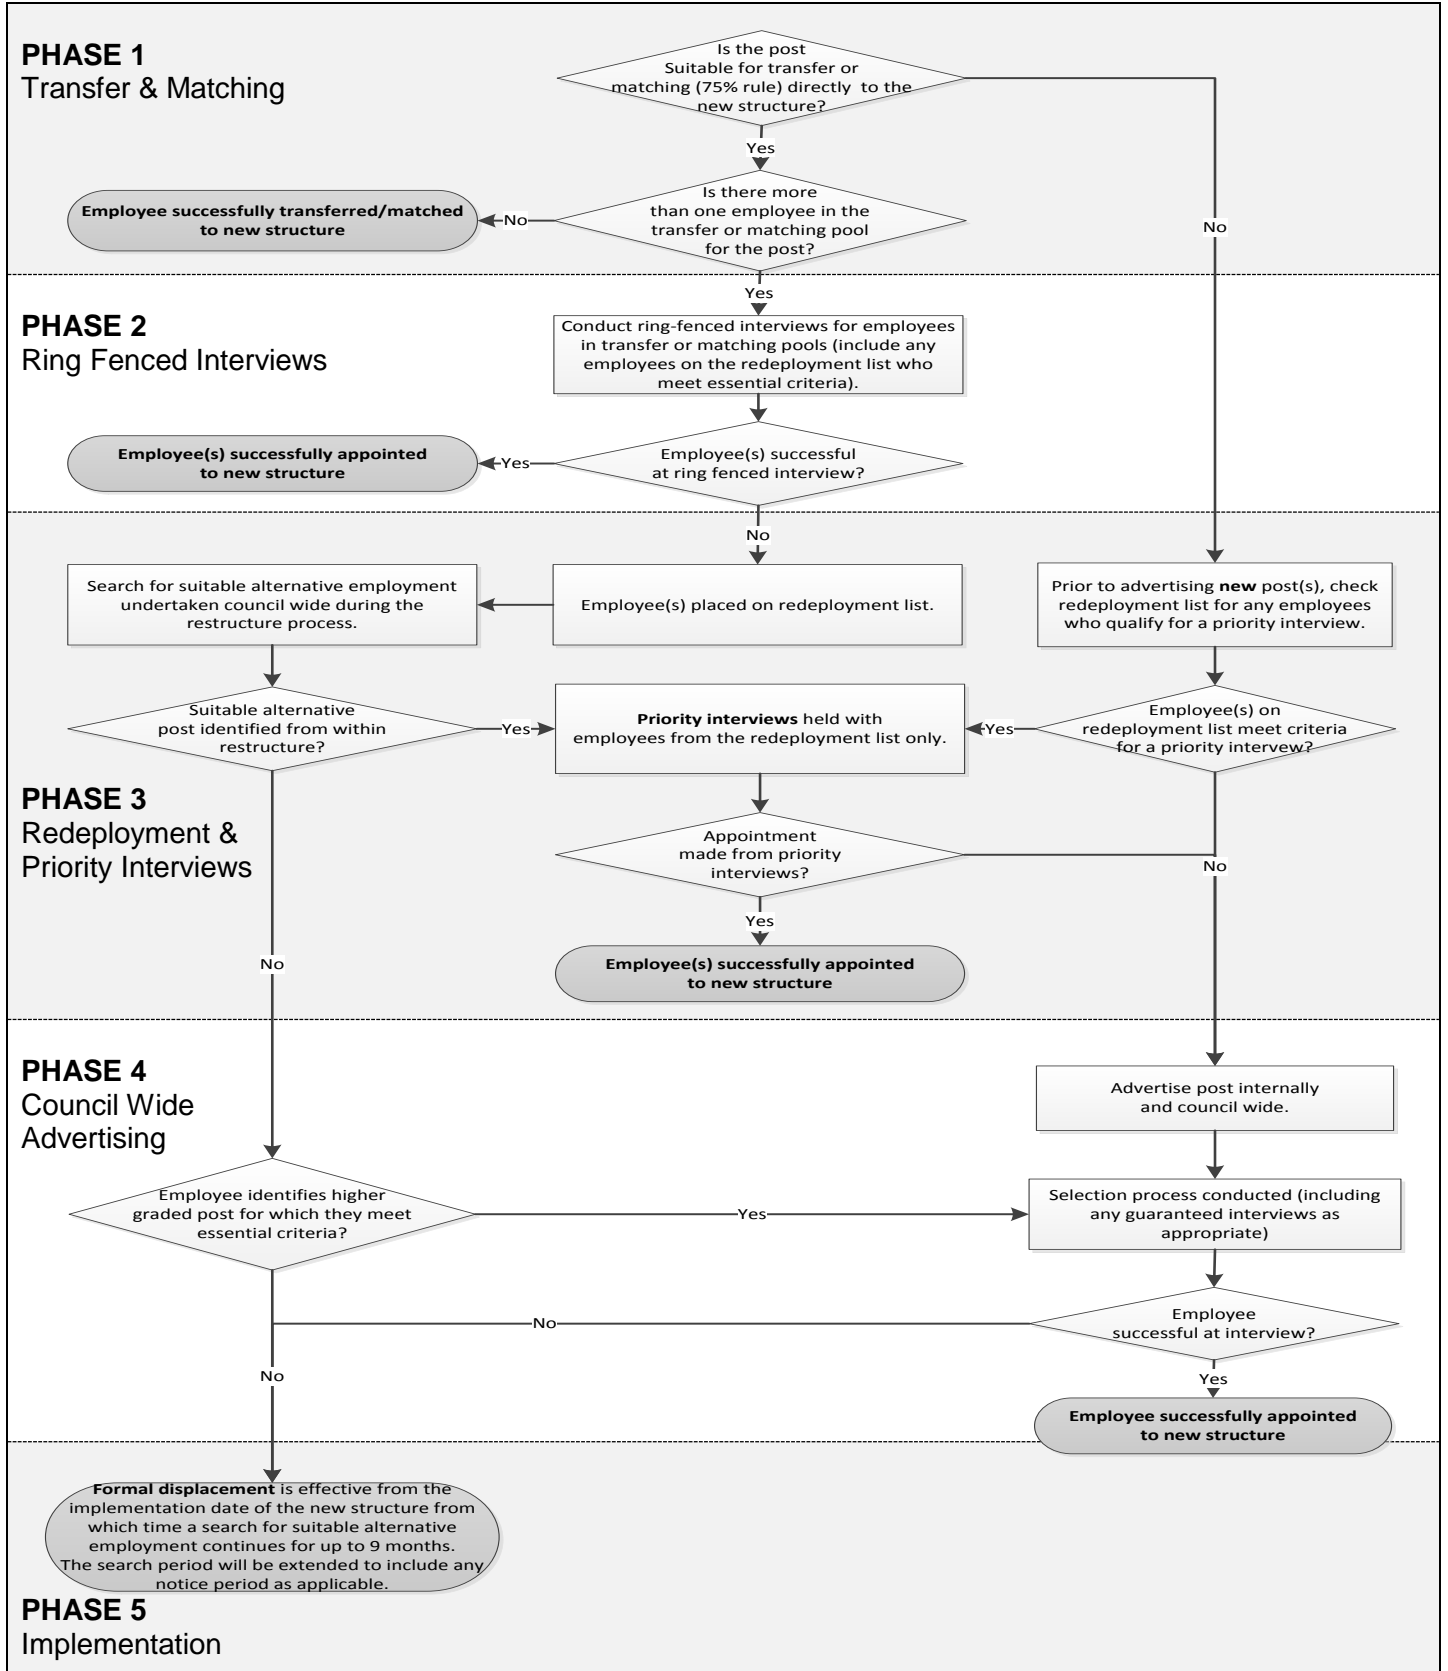 PHASE 1
Transfer & Matching
Is the post
Suitable for transfer or
matching (75% rule) directly to the
new structure?
Yes
No
Is there more
than one employee in the
transfer or matching pool
for the post?
No
Employee successfully transferred/matched
to new structure
Yes
PHASE 2
Ring Fenced Interviews
Conduct ring-fenced interviews for employees
in transfer or matching pools (include any
employees on the redeployment list who
meet essential criteria).
Employee(s) successful
at ring fenced interview?
Yes
Employee(s) successfully appointed
to new structure
No
Search for suitable alternative employment
undertaken council wide during the
restructure process.
Employee(s) placed on redeployment list.
Prior to advertising new post(s), check
redeployment list for any employees
who qualify for a priority interview.
Suitable alternative
post identified from within
restructure?
Yes
Priority interviews held with
employees from the redeployment list only.
Yes
Employee(s) on
redeployment list meet criteria
for a priority intervew?
PHASE 3
Redeployment &
Priority Interviews
Appointment
made from priority
interviews?
No
Yes
No
Employee(s) successfully appointed
to new structure
PHASE 4
Council Wide
Advertising
Advertise post internally
and council wide.
Employee identifies higher
graded post for which they meet
essential criteria?
Yes
Selection process conducted (including
any guaranteed interviews as
appropriate)
Employee
successful at interview?
No
No
Yes
Employee successfully appointed
to new structure
Formal displacement is effective from the
implementation date of the new structure from
which time a search for suitable alternative
employment continues for up to 9 months.
The search period will be extended to include any
notice period as applicable.
PHASE 5
Implementation